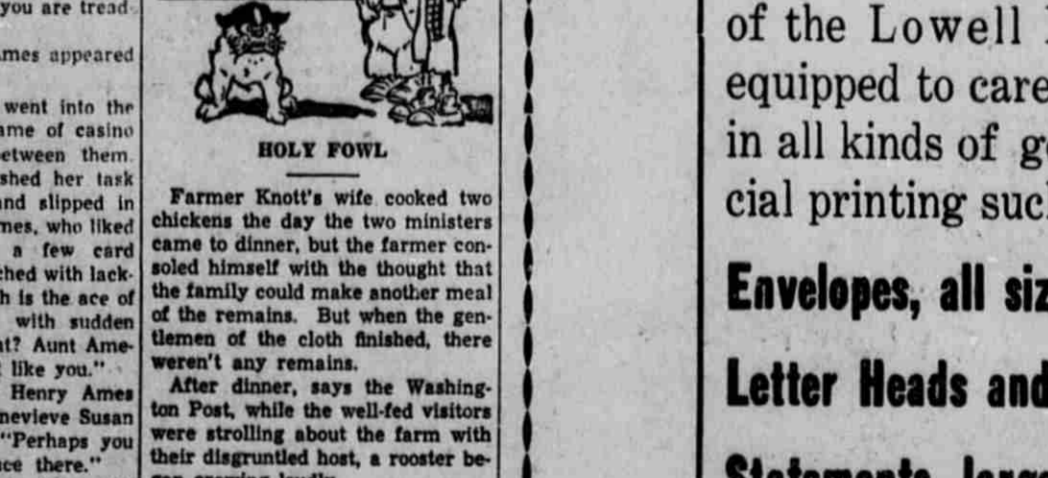 you are tread-
mes appeared
went into the
ame of casino
etween them.
shed her task
and slipped in
mes, who liked
a few card
ched with lack-
h is the ace of
with sudden
at? Aunt Ame-
like you."
Henry Ames
nevieve Susan
"Perhaps you
ce there."
HOLY FOWL
Farmer Knott's wife cooked two
chickens the day the two ministers
came to dinner, but the farmer con-
soled himself with the thought that
the family could make another meal
of the remains. But when the gen-
tlemen of the cloth finished, there
weren't any remains.
After dinner, says the Washing-
ton Post, while the well-fed visitors
were strolling about the farm with
their disgruntled host, a rooster be-
of the Lowell
equipped to care
in all kinds of g
cial printing suc
Envelopes, all siz
Letter Heads and